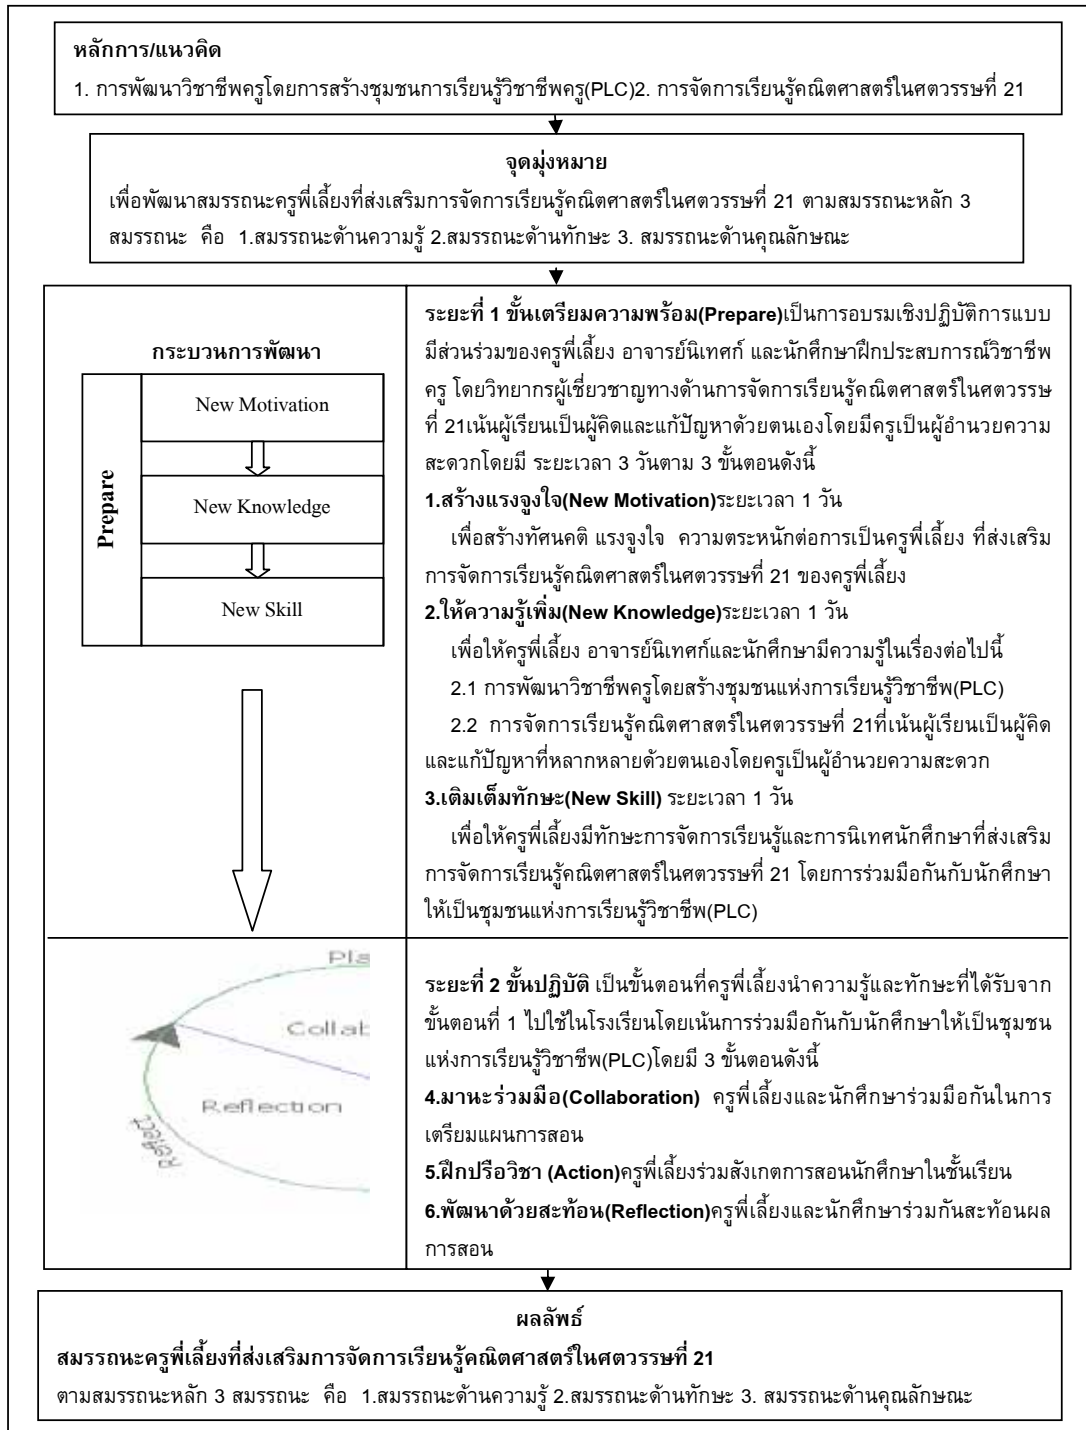 หลักการ/แนวคิด
1. การพัฒนาวิชาชีพครูโดยการสร้างชุมชนการเรียนรู้วิชาชีพครู(PLC)2. การจัดการเรียนรู้คณิตศาสตร์ในศตวรรษที่ 21
จุดมุ่งหมาย
เพื่อพัฒนาสมรรถนะครูพี่เลี้ยงที่ส่งเสริมการจัดการเรียนรู้คณิตศาสตร์ในศตวรรษที่ 21 ตามสมรรถนะหลัก 3
สมรรถนะ คือ 1.สมรรถนะด้านความรู้ 2.สมรรถนะด้านทักษะ 3. สมรรถนะด้านคุณลักษณะ
กระบวนการพัฒนา
Prepare
New Motivation
New Knowledge
New Skill
ระยะที่ 1 ขั้นเตรียมความพร้อม(Prepare)เป็นการอบรมเชิงปฏิบัติการแบบ
มีส่วนร่วมของครูพี่เลี้ยง อาจารย์นิเทศก์ และนักศึกษาฝึกประสบการณ์วิชาชีพ
ครู โดยวิทยากรผู้เชี่ยวชาญทางด้านการจัดการเรียนรู้คณิตศาสตร์ในศตวรรษ
ที่ 21เน้นผู้เรียนเป็นผู้คิดและแก้ปัญหาด้วยตนเองโดยมีครูเป็นผู้อำนวยความ
สะดวกโดยมี ระยะเวลา 3 วันตาม 3 ขั้นตอนดังนี้
1.สร้างแรงจูงใจ(New Motivation)ระยะเวลา 1 วัน
เพื่อสร้างทัศนคติ แรงจูงใจ ความตระหนักต่อการเป็นครูพี่เลี้ยง ที่ส่งเสริม
การจัดการเรียนรู้คณิตศาสตร์ในศตวรรษที่ 21 ของครูพี่เลี้ยง
2.ให้ความรู้เพิ่ม(New Knowledge)ระยะเวลา 1 วัน
เพื่อให้ครูพี่เลี้ยง อาจารย์นิเทศก์และนักศึกษามีความรู้ในเรื่องต่อไปนี้
2.1 การพัฒนาวิชาชีพครูโดยสร้างชุมชนแห่งการเรียนรู้วิชาชีพ(PLC)
2.2 การจัดการเรียนรู้คณิตศาสตร์ในศตวรรษที่ 21ที่เน้นผู้เรียนเป็นผู้คิด
และแก้ปัญหาที่หลากหลายด้วยตนเองโดยครูเป็นผู้อำนวยความสะดวก
3.เติมเต็มทักษะ(New Skill) ระยะเวลา 1 วัน
เพื่อให้ครูพี่เลี้ยงมีทักษะการจัดการเรียนรู้และการนิเทศนักศึกษาที่ส่งเสริม
การจัดการเรียนรู้คณิตศาสตร์ในศตวรรษที่ 21 โดยการร่วมมือกันกับนักศึกษา
ให้เป็นชุมชนแห่งการเรียนรู้วิชาชีพ(PLC)
Pla
Collab
Reflection
Reflect
ระยะที่ 2 ขั้นปฏิบัติ เป็นขั้นตอนที่ครูพี่เลี้ยงนำความรู้และทักษะที่ได้รับจาก
ขั้นตอนที่ 1 ไปใช้ในโรงเรียนโดยเน้นการร่วมมือกันกับนักศึกษาให้เป็นชุมชน
แห่งการเรียนรู้วิชาชีพ(PLC)โดยมี 3 ขั้นตอนดังนี้
4.มานะร่วมมือ(Collaboration) ครูพี่เลี้ยงและนักศึกษาร่วมมือกันในการ
เตรียมแผนการสอน
5.ฝึกปรือวิชา (Action)ครูพี่เลี้ยงร่วมสังเกตการสอนนักศึกษาในชั้นเรียน
6.พัฒนาด้วยสะท้อน(Reflection)ครูพี่เลี้ยงและนักศึกษาร่วมกันสะท้อนผล
การสอน
ผลลัพธ์
สมรรถนะครูพี่เลี้ยงที่ส่งเสริมการจัดการเรียนรู้คณิตศาสตร์ในศตวรรษที่ 21
ตามสมรรถนะหลัก 3 สมรรถนะ คือ 1.สมรรถนะด้านความรู้ 2.สมรรถนะด้านทักษะ 3. สมรรถนะด้านคุณลักษณะ